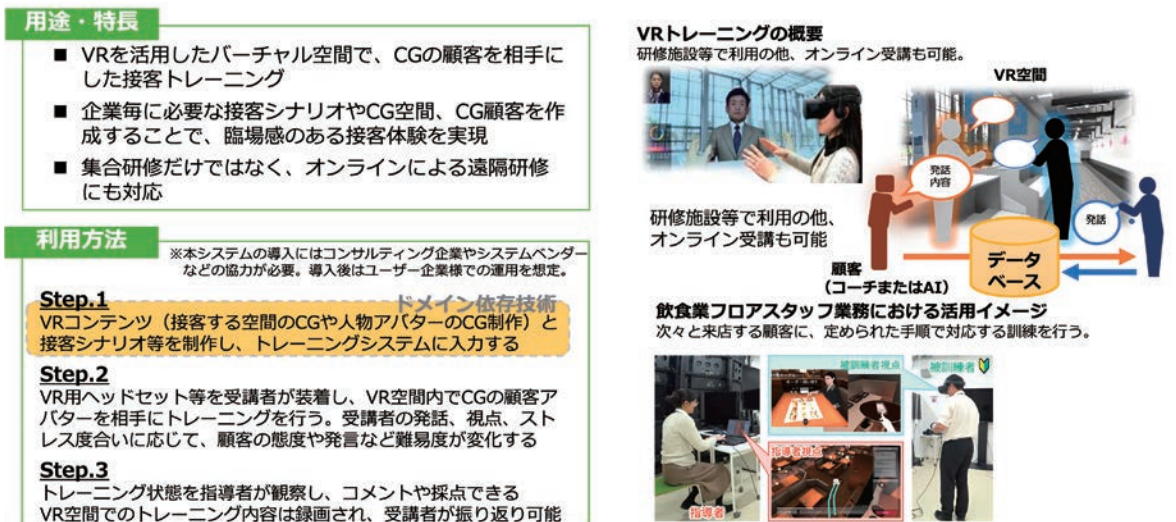 用途・特長
■ VRを活用したバーチャル空間で、CGの顧客を相手に
した接客トレーニング
■ 企業毎に必要な接客シナリオやCG空間、CG顧客を作
成することで、臨場感のある接客体験を実現
■ 集合研修だけではなく、オンラインによる遠隔研修
にも対応
利用方法
※本システムの導入にはコンサルティング企業やシステムベンダー
などの協力が必要。導入後はユーザー企業様での運用を想定。
Step.1
ドメイン依存技術
VRコンテンツ（接客する空間のCGや人物アバターのCG制作）と
接客シナリオ等を制作し、トレーニングシステムに入力する
Step.2
VR用ヘッドセット等を受講者が装着し、VR空間内でCGの顧客ア
バターを相手にトレーニングを行う。受講者の発話、視点、スト
レス度合いに応じて、顧客の態度や発言など難易度が変化する
Step.3
トレーニング状態を指導者が観察し、コメントや採点できる
VR空間でのトレーニング内容は録画され、受講者が振り返り可能
VRトレーニングの概要
研修施設等で利用の他、オンライン受講も可能。
VR空間
発話
内容
発話
研修施設等で利用の他、
オンライン受講も可能
顧客
（コーチまたはAI）
データ
ベース
飲食業フロアスタッフ業務における活用イメージ
次々と来店する顧客に、定められた手順で対応する訓練を行う。
被訓練者視点
被訓練者
指導者視点
指導者